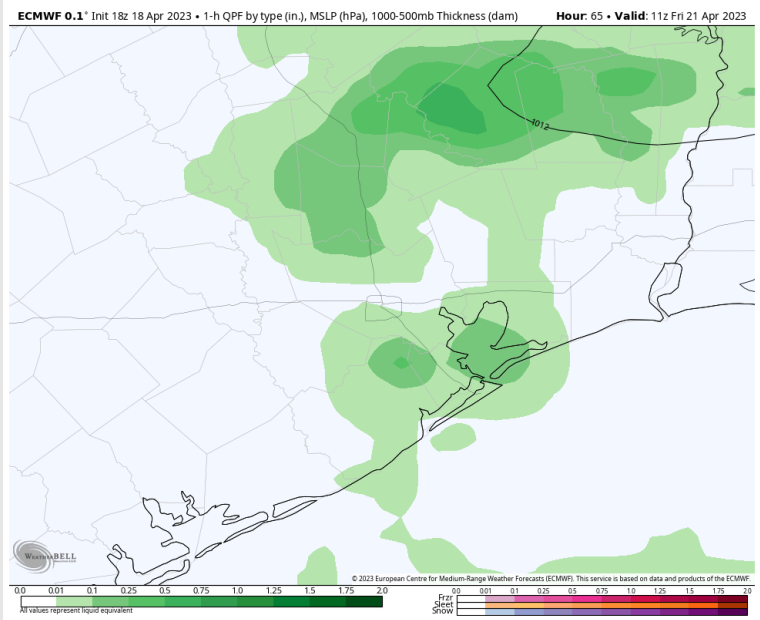 ECMWF 0.1° Init 18z 18 Apr 2023 • 1-h QPF by type (in.), MSLP (hPa), 1000-500mb Thickness (dam) Hour: 65 • Valid: 11z Fri 21 Apr 2023
1012
WEATHERBELL
© 2023 European Centre for Medium-Range Weather Forecasts (ECMWF). This service is based on data and products of the ECMWF.
0.0 0.01 0.1 0.25 0.5 0.75 1.0 1.25 1.5 1.75 2.0
All values represent liquid equivalent
0.0 0.01 0.1 0.25 0.5 0.75 1.0 1.25 1.5 1.75 2.0
Frzr
Sleet
Snow